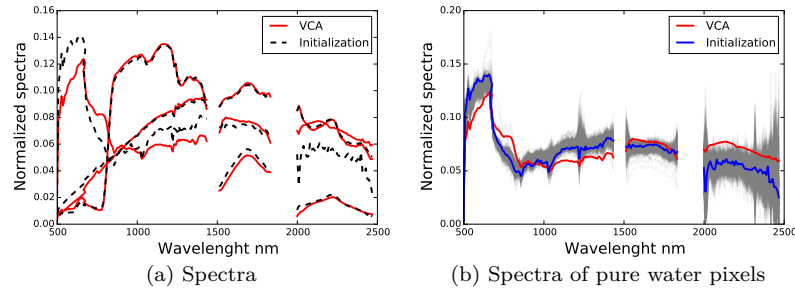 VCA
Initialization
0.16
0.14
0.12
0.10
0.08
0.06
0.04
0.02
0.00
Normalized spectra
500 1000 1500 2000 2500
Wavelenght nm
(a) Spectra
VCA
Initialization
0.20
0.15
0.10
0.05
0.00
Normalized spectra
500 1000 1500 2000 2500
Wavelenght nm
(b) Spectra of pure water pixels